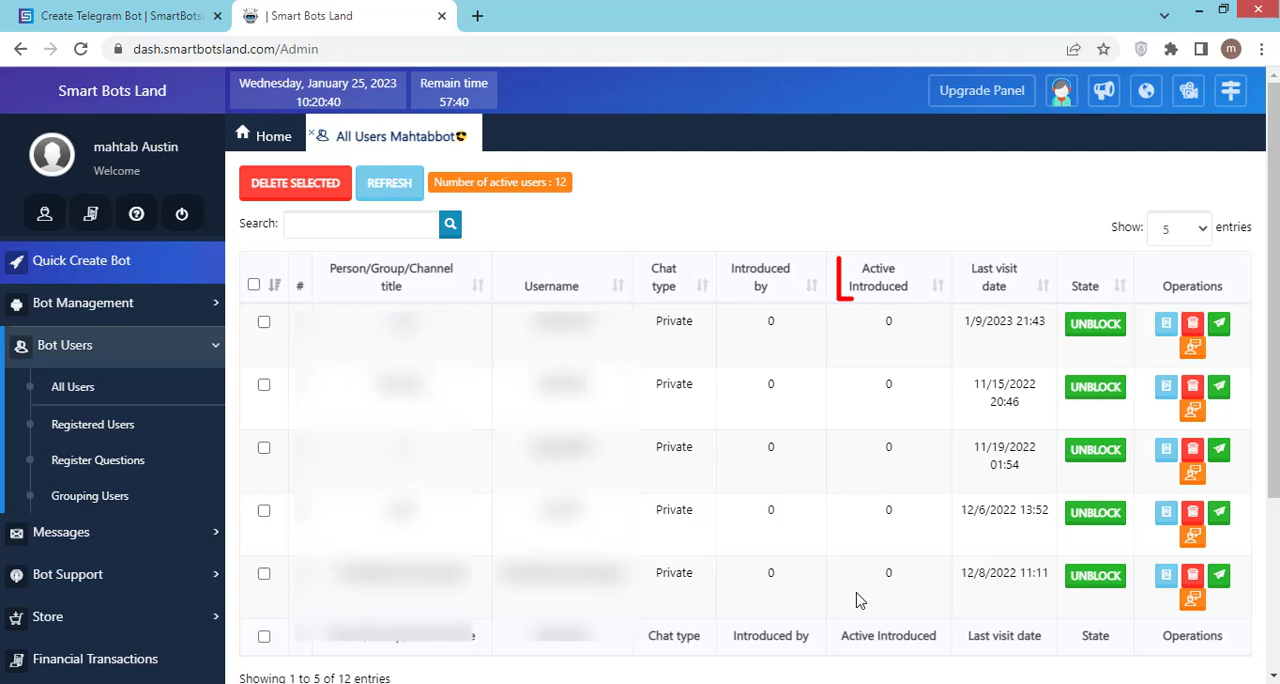 Create Telegram Bot | SmartBots
| Smart Bots Land
dash.smartbotsland.com/Admin
m
Smart Bots Land
Wednesday, January 25, 2023
10:20:40
Remain time
57:40
Upgrade Panel
mahtab Austin
Welcome
Home
All Users Mahtabbot
DELETE SELECTED
REFRESH
Number of active users : 12
Search:
Show: 5 entries
Quick Create Bot
Bot Management
Bot Users
All Users
Registered Users
Register Questions
Grouping Users
Messages
Bot Support
Store
Financial Transactions
#
Person/Group/Channel
title
Username
Chat
type
Introduced
by
Active
Introduced
Last visit
date
State
Operations
Private 0 0 1/9/2023 21:43 UNBLOCK
Private 0 0 11/15/2022
20:46 UNBLOCK
Private 0 0 11/19/2022
01:54 UNBLOCK
Private 0 0 12/6/2022 13:52 UNBLOCK
Private 0 0 12/8/2022 11:11 UNBLOCK
Chat type Introduced by Active Introduced Last visit date State Operations
Showing 1 to 5 of 12 entries